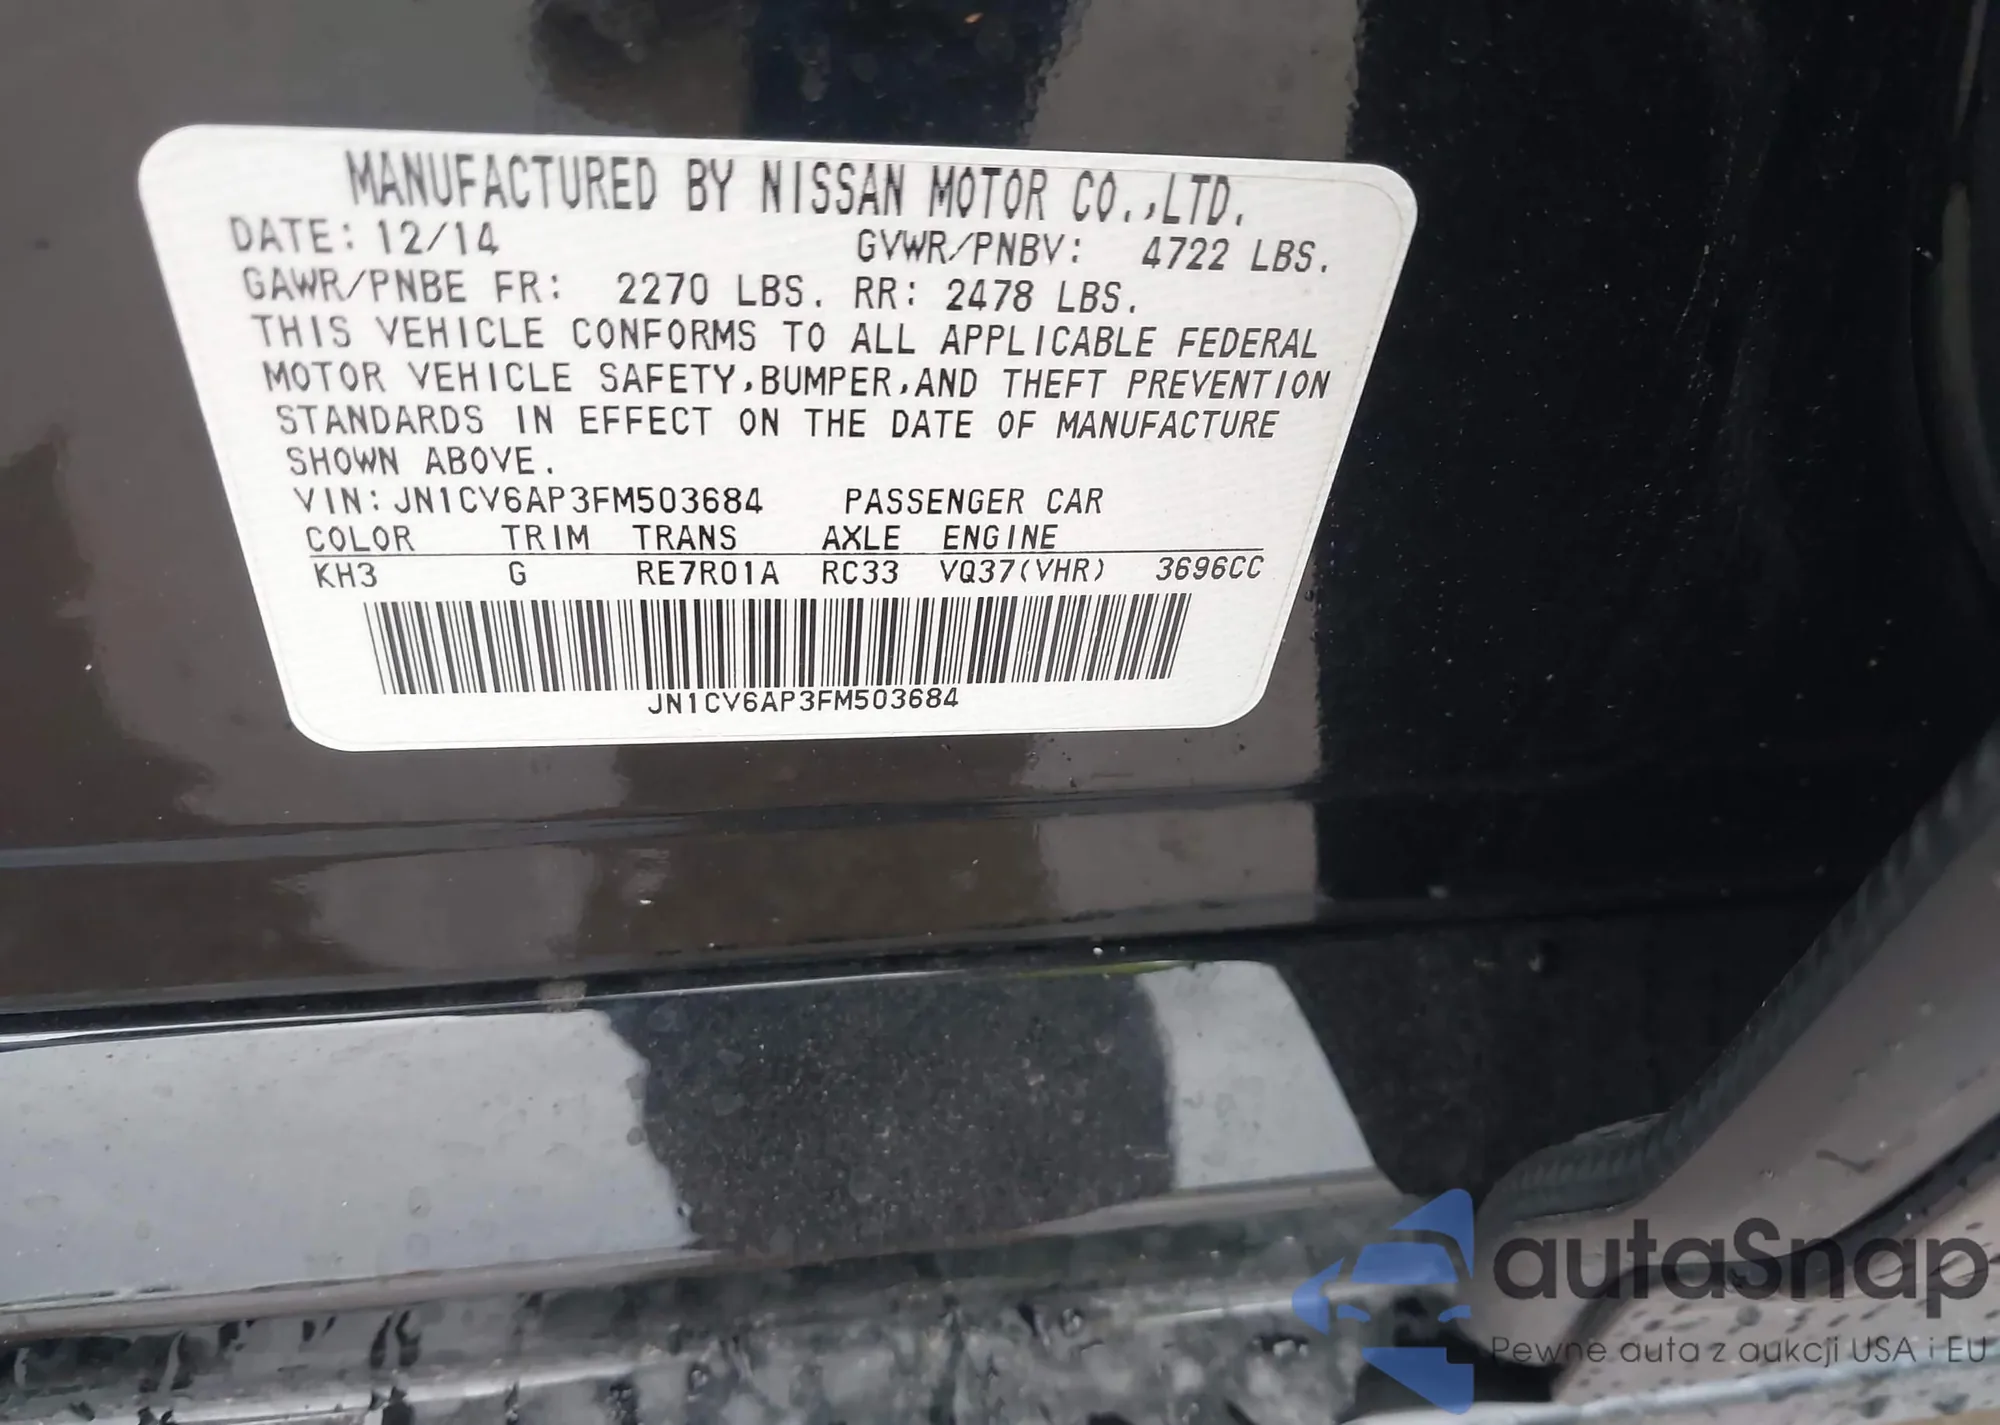 MANUFACTURED BY NISSAN MOTOR CO.,LTD.
DATE: 12/14 GVWR/PNBV: 4722 LBS.
GAWR/PNBE FR: 2270 LBS. RR: 2478 LBS.
THIS VEHICLE CONFORMS TO ALL APPLICABLE FEDERAL
MOTOR VEHICLE SAFETY,BUMPER,AND THEFT PREVENTION
STANDARDS IN EFFECT ON THE DATE OF MANUFACTURE
SHOWN ABOVE.
VIN: JN1CV6AP3FM503684 PASSENGER CAR
COLOR TRIM TRANS AXLE ENGINE
KH3 G RE7R01A RC33 VQ37(VHR) 3696CC
JN1CV6AP3FM503684
autaSnap
Pewne auta z aukcji USA i EU